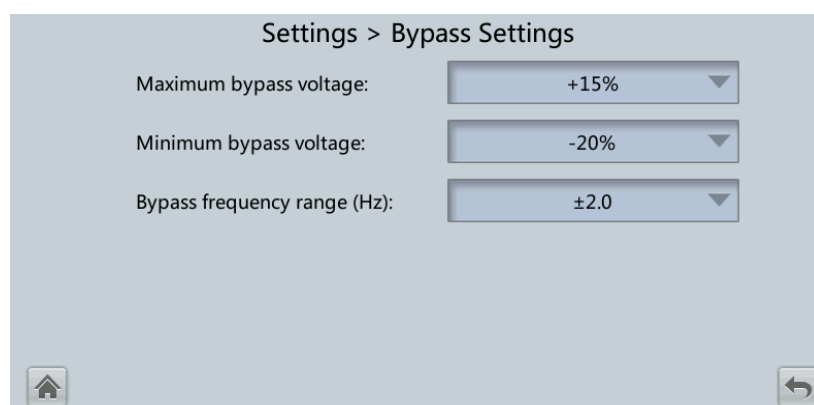 Settings > Bypass Settings
Maximum bypass voltage: +15%
Minimum bypass voltage: -20%
Bypass frequency range (Hz): ±2.0